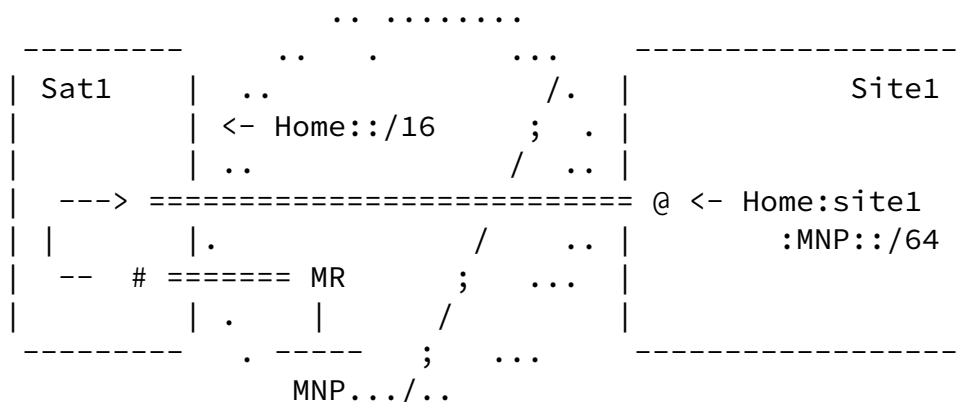 .. ........
--------- .. . ... ------------------
| Sat1 | .. /. | Site1
| | <- Home::/16 ; . |
| | .. / .. |
| ---> =========================== @ <- Home:site1
| | |. / .. | :MNP::/64
| -- # ======= MR ; ... |
| | . | / |
--------- . ----- ; ... ------------------
MNP.../..